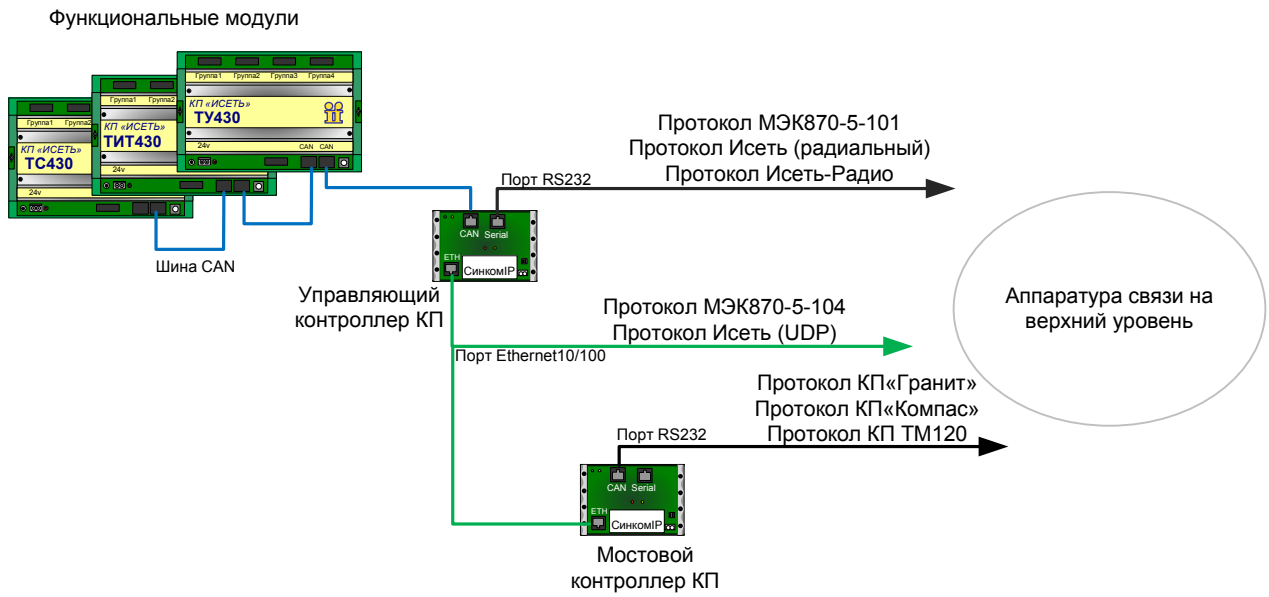 Функциональные модули
Группа1 Группа2 Группа3 Группа4
КП «ИСЕТЬ»
ТУ430
24v
CAN CAN
Группа1 Группа2
КП «ИСЕТЬ»
ТИТ430
24v
Группа1 Группа2
КП «ИСЕТЬ»
ТС430
24v
Шина CAN
Протокол МЭК870-5-101
Протокол Исеть (радиальный)
Протокол Исеть-Радио
Порт RS232
CAN Serial
ETH
СинкомIP
Управляющий
контроллер КП
Протокол МЭК870-5-104
Протокол Исеть (UDP)
Порт Ethernet10/100
Аппаратура связи на
верхний уровень
Протокол КП«Гранит»
Протокол КП«Компас»
Протокол КП ТМ120
Порт RS232
CAN Serial
ETH
СинкомIP
Мостовой
контроллер КП